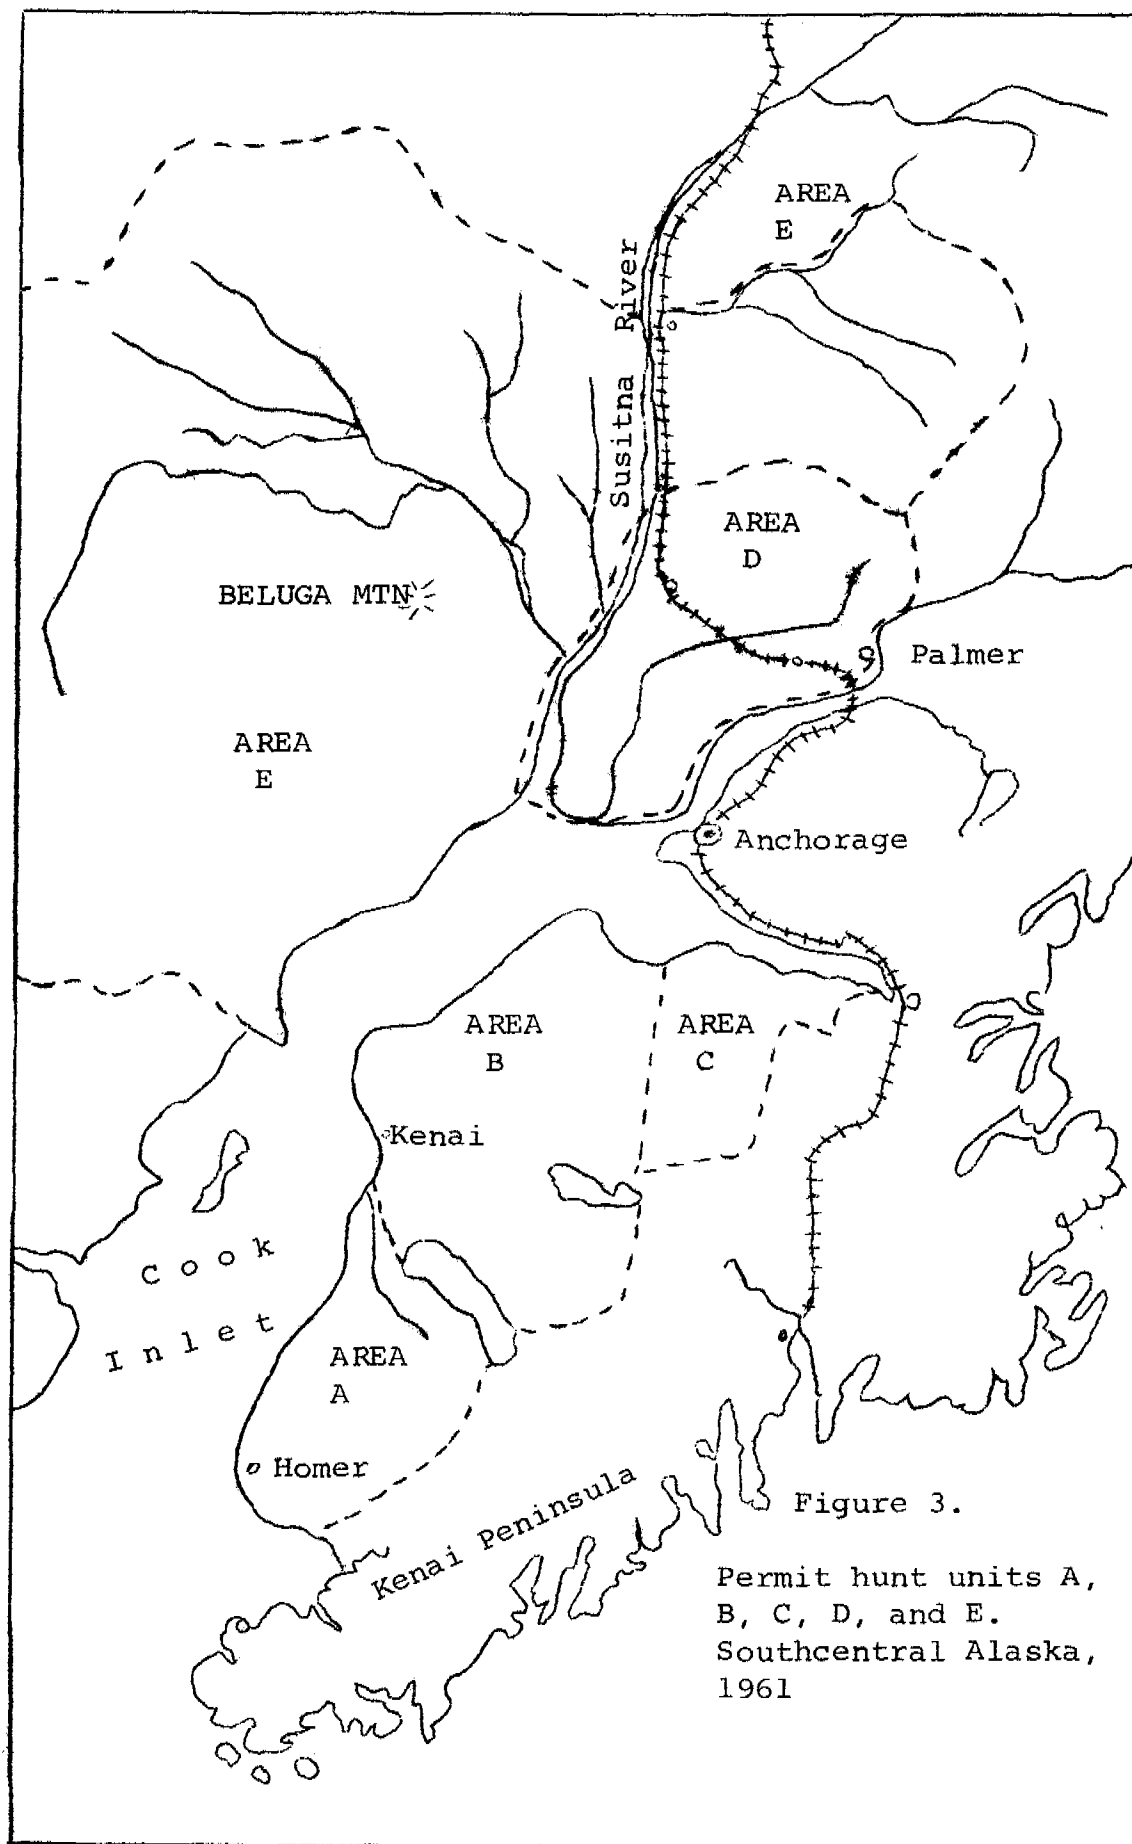 AREA
E
Susitna River
AREA
D
BELUGA MTN
Palmer
AREA
E
Anchorage
AREA
B
AREA
C
Kenai
Cook
Inlet
AREA
A
Homer
Kenai Peninsula
Figure 3.
Permit hunt units A,
B, C, D, and E.
Southcentral Alaska,
1961